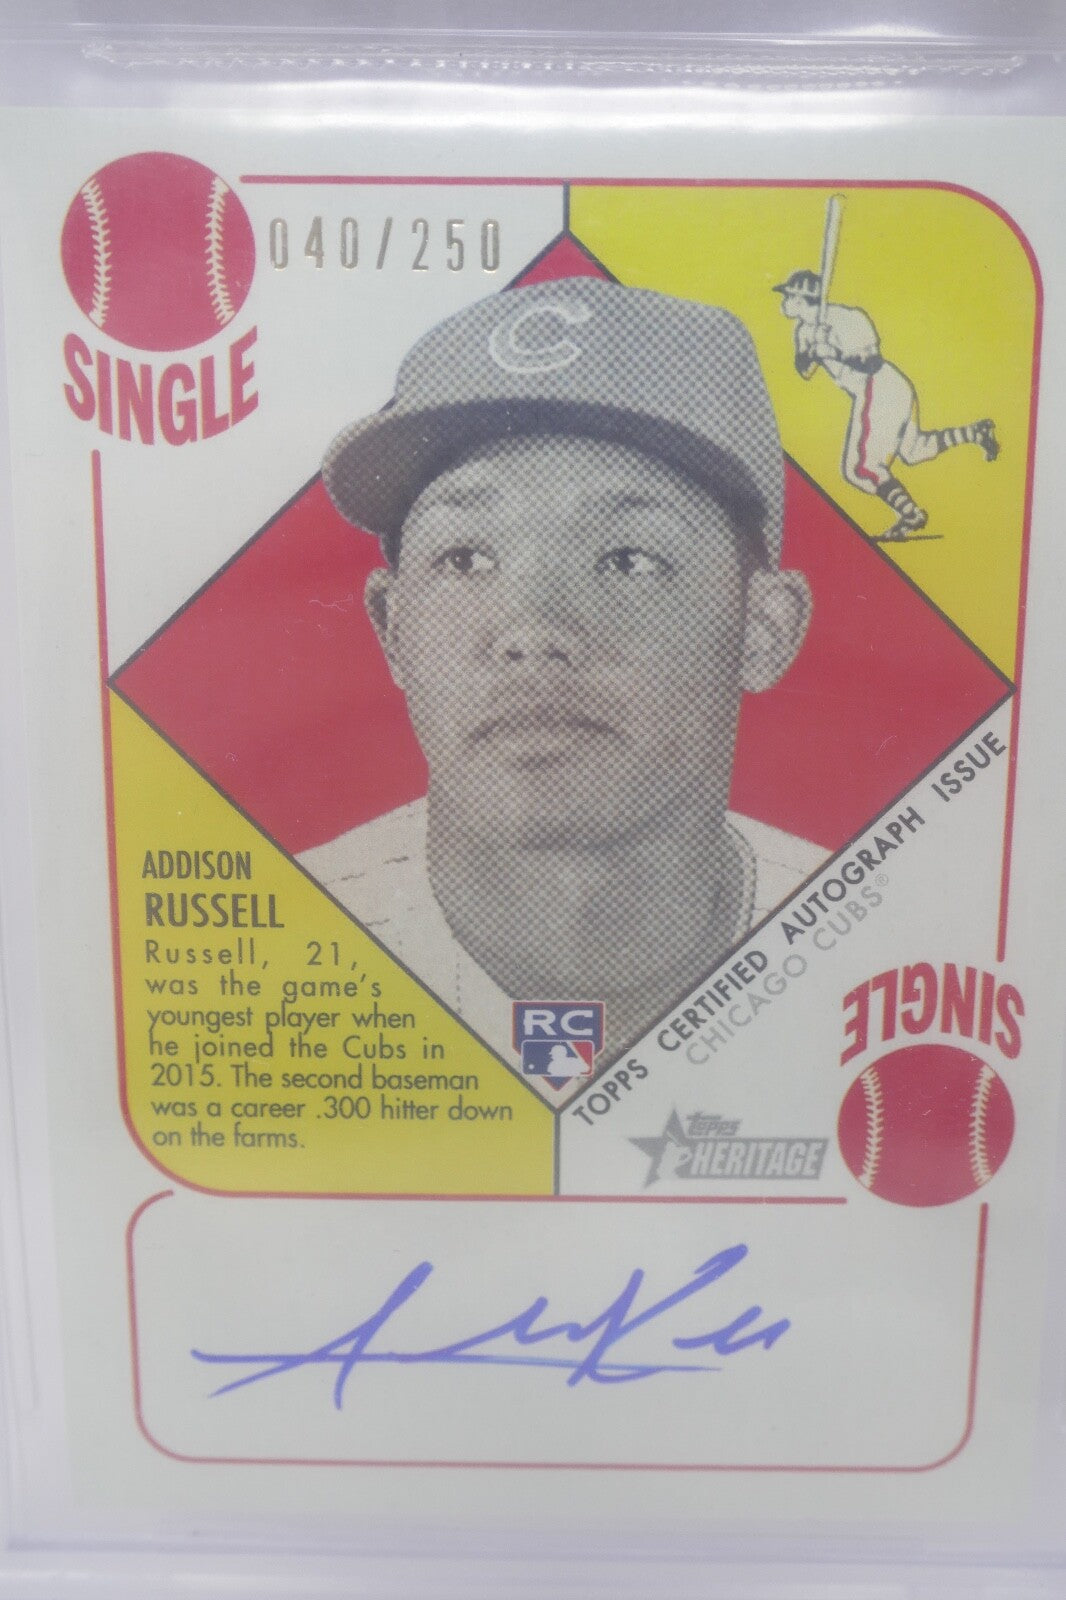 040/250
SINGLE
C
ADDISON
RUSSELL
Russell, 21,
was the game's
youngest player when
he joined the Cubs in
2015. The second baseman
was a career .300 hitter down
on the farms.
RC
TOPPS CERTIFIED AUTOGRAPH ISSUE
CHICAGO CUBS®
Topps
HERITAGE
SINGLE